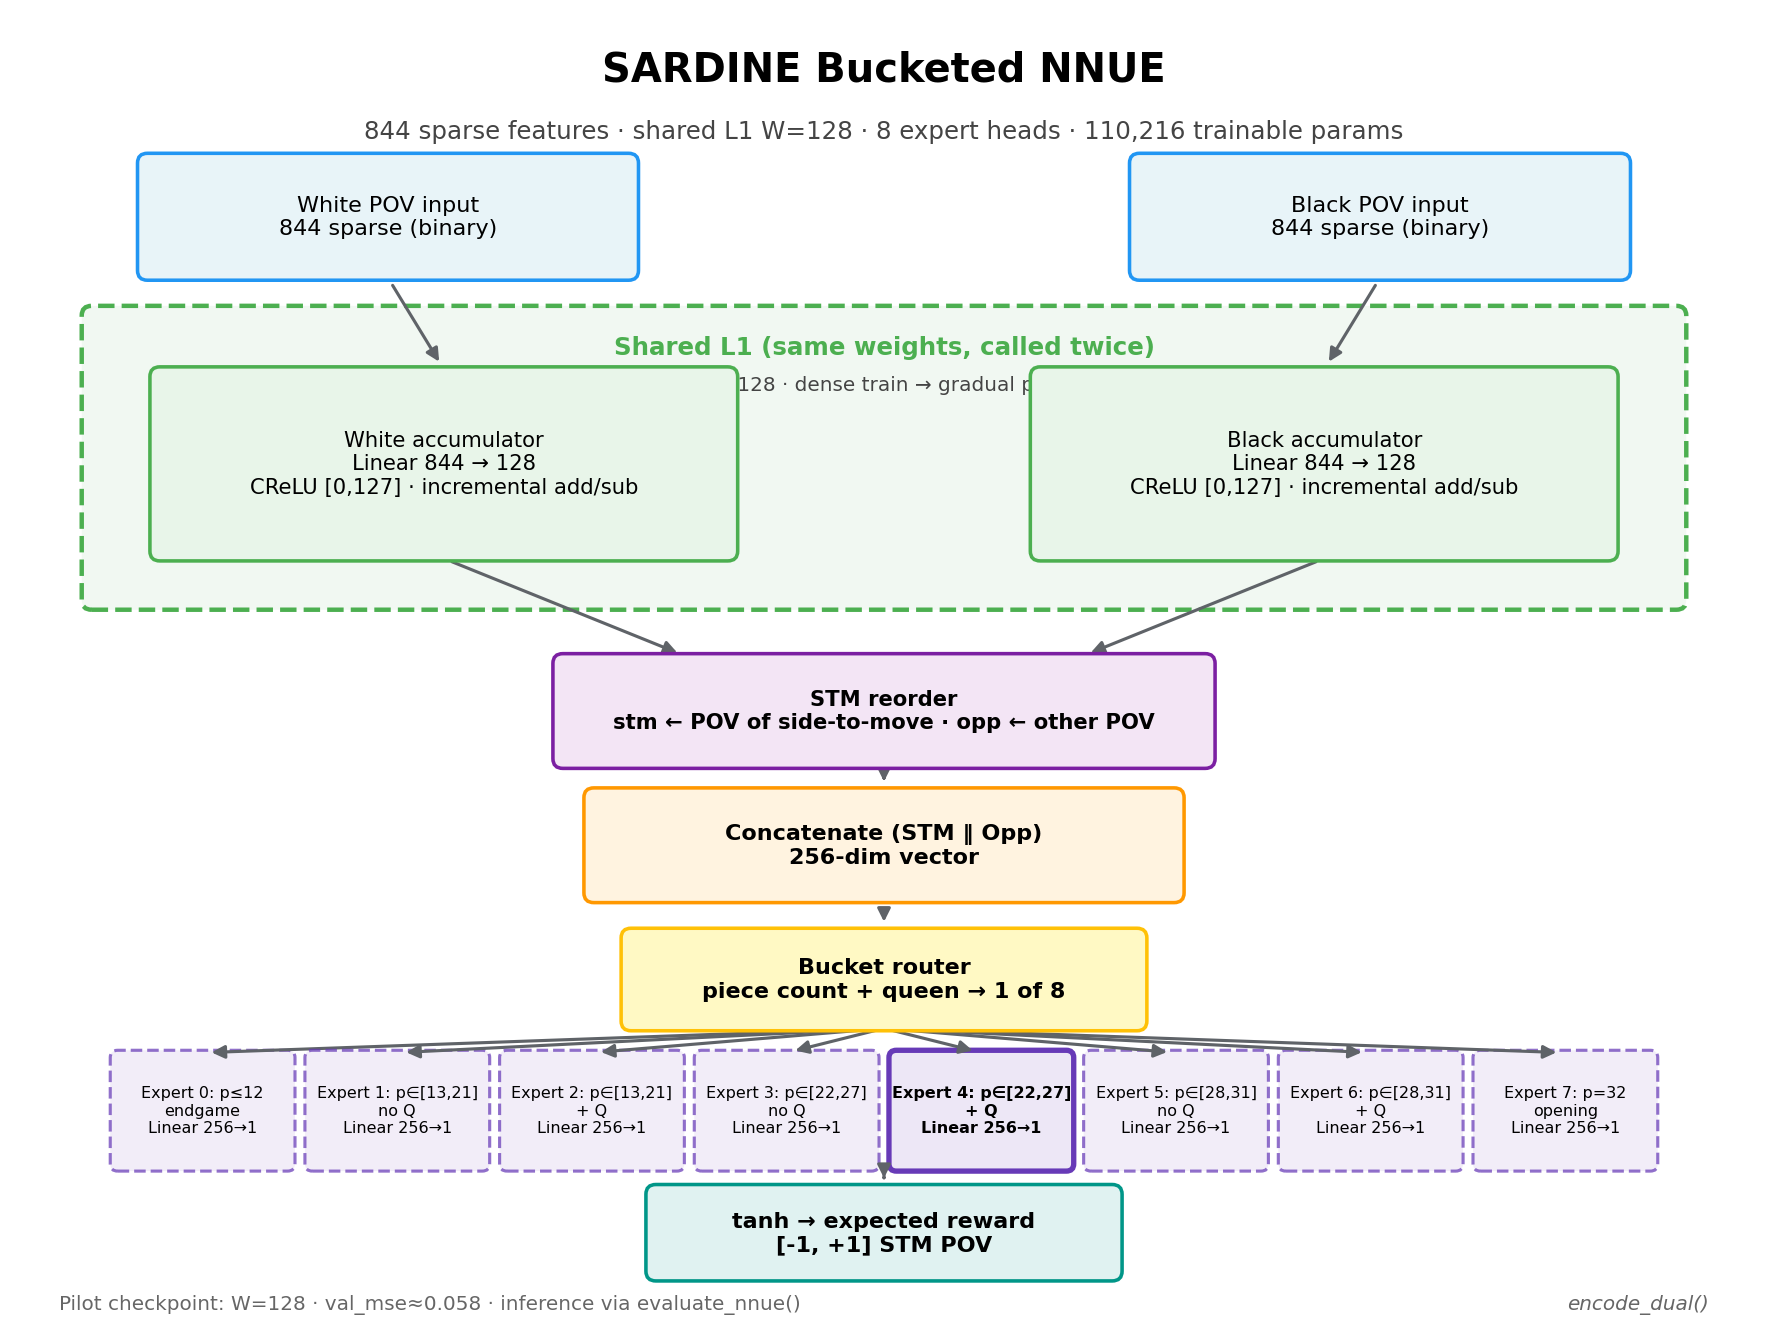 SARDINE Bucketed NNUE
844 sparse features · shared L1 W=128 · 8 expert heads · 110,216 trainable params
White POV input
844 sparse (binary)
Black POV input
844 sparse (binary)
Shared L1 (same weights, called twice)
128 · dense train → gradual
White accumulator
Linear 844 → 128
CReLU [0,127] · incremental add/sub
Black accumulator
Linear 844 → 128
CReLU [0,127] · incremental add/sub
STM reorder
stm ← POV of side-to-move · opp ← other POV
Concatenate (STM ∥ Opp)
256-dim vector
Bucket router
piece count + queen → 1 of 8
Expert 0: p≤12
endgame
Linear 256→1
Expert 1: p∈[13,21]
no Q
Linear 256→1
Expert 2: p∈[13,21]
+ Q
Linear 256→1
Expert 3: p∈[22,27]
no Q
Linear 256→1
Expert 4: p∈[22,27]
+ Q
Linear 256→1
Expert 5: p∈[28,31]
no Q
Linear 256→1
Expert 6: p∈[28,31]
+ Q
Linear 256→1
Expert 7: p=32
opening
Linear 256→1
tanh → expected reward
[-1, +1] STM POV
Pilot checkpoint: W=128 · val_mse≈0.058 · inference via evaluate_nnue()
encode_dual()